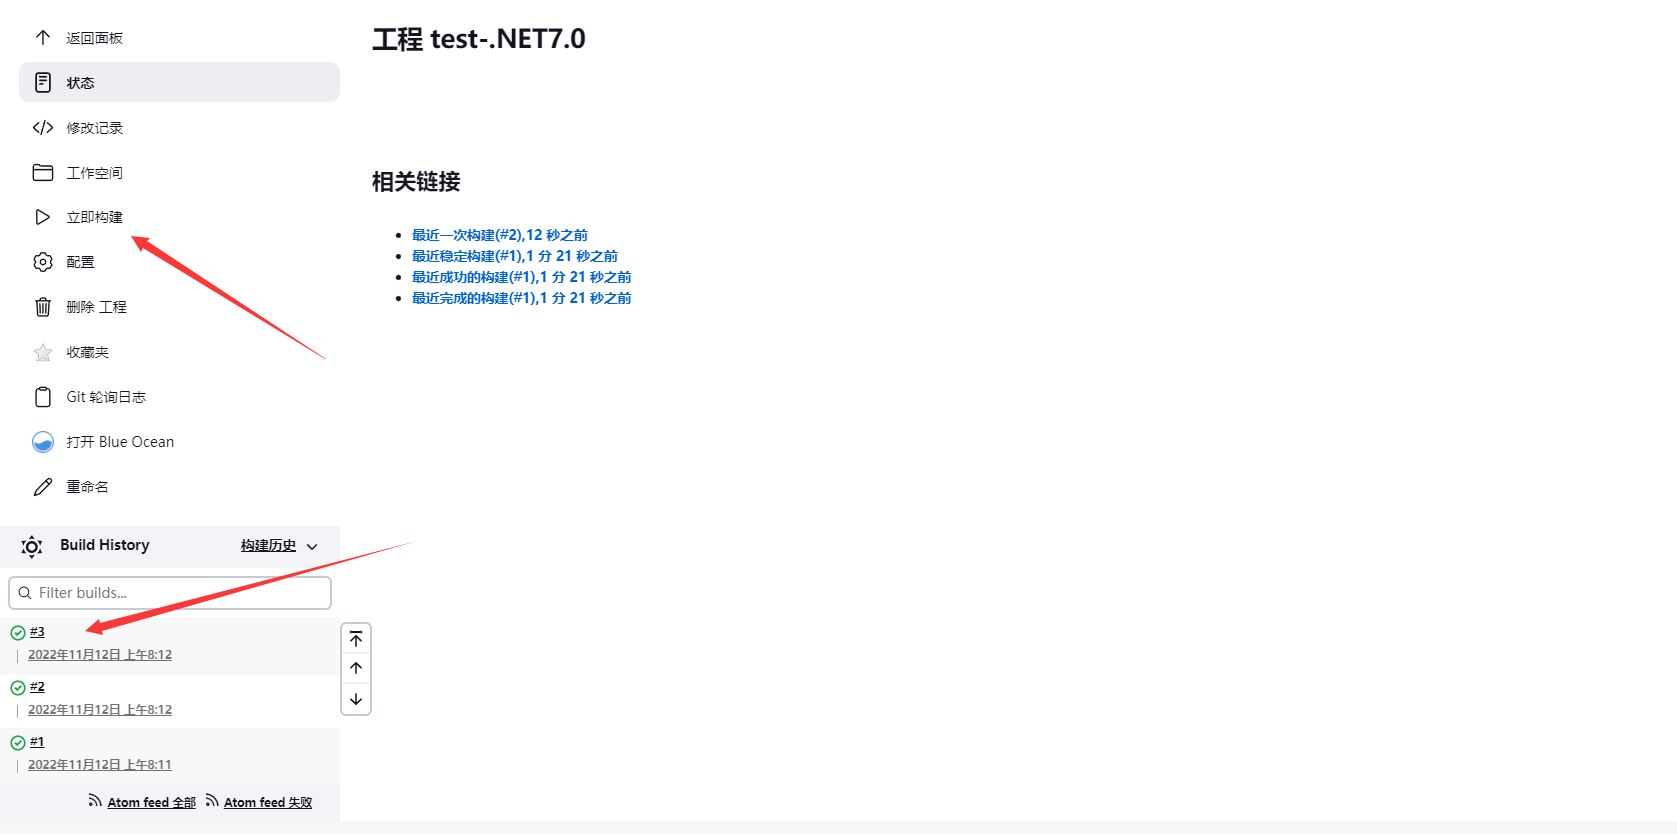 返回面板
状态
修改记录
工作空间
立即构建
配置
删除 工程
收藏夹
Git 轮询日志
打开 Blue Ocean
重命名
Build History 构建历史
Filter builds...
#3
2022年11月12日 上午8:12
#2
2022年11月12日 上午8:12
#1
2022年11月12日 上午8:11
Atom feed 全部 Atom feed 失败
工程 test-.NET7.0
相关链接
最近一次构建(#2),12 秒之前
最近稳定构建(#1),1 分 21 秒之前
最近成功的构建(#1),1 分 21 秒之前
最近完成的构建(#1),1 分 21 秒之前